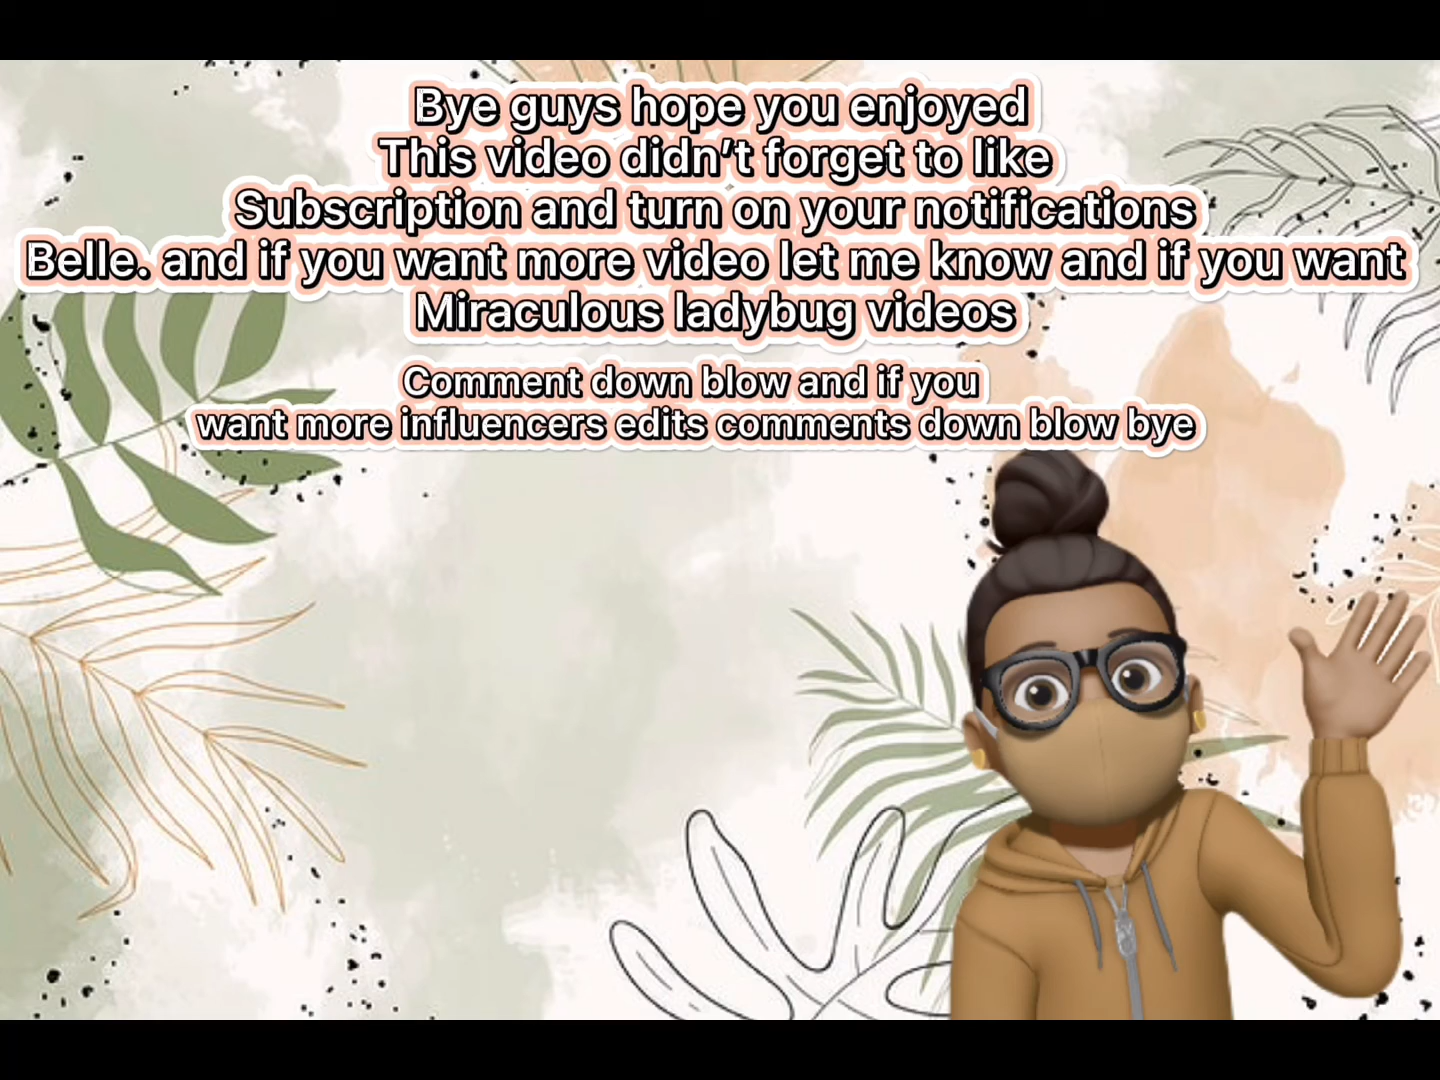 Bye guys hope you enjoyed
This video didn't forget to like
Subscription and turn on your notifications
Belle. and if you want more video let me know and if you want
Miraculous ladybug videos
Comment down blow and if you
want more influencers edits comments down blow bye